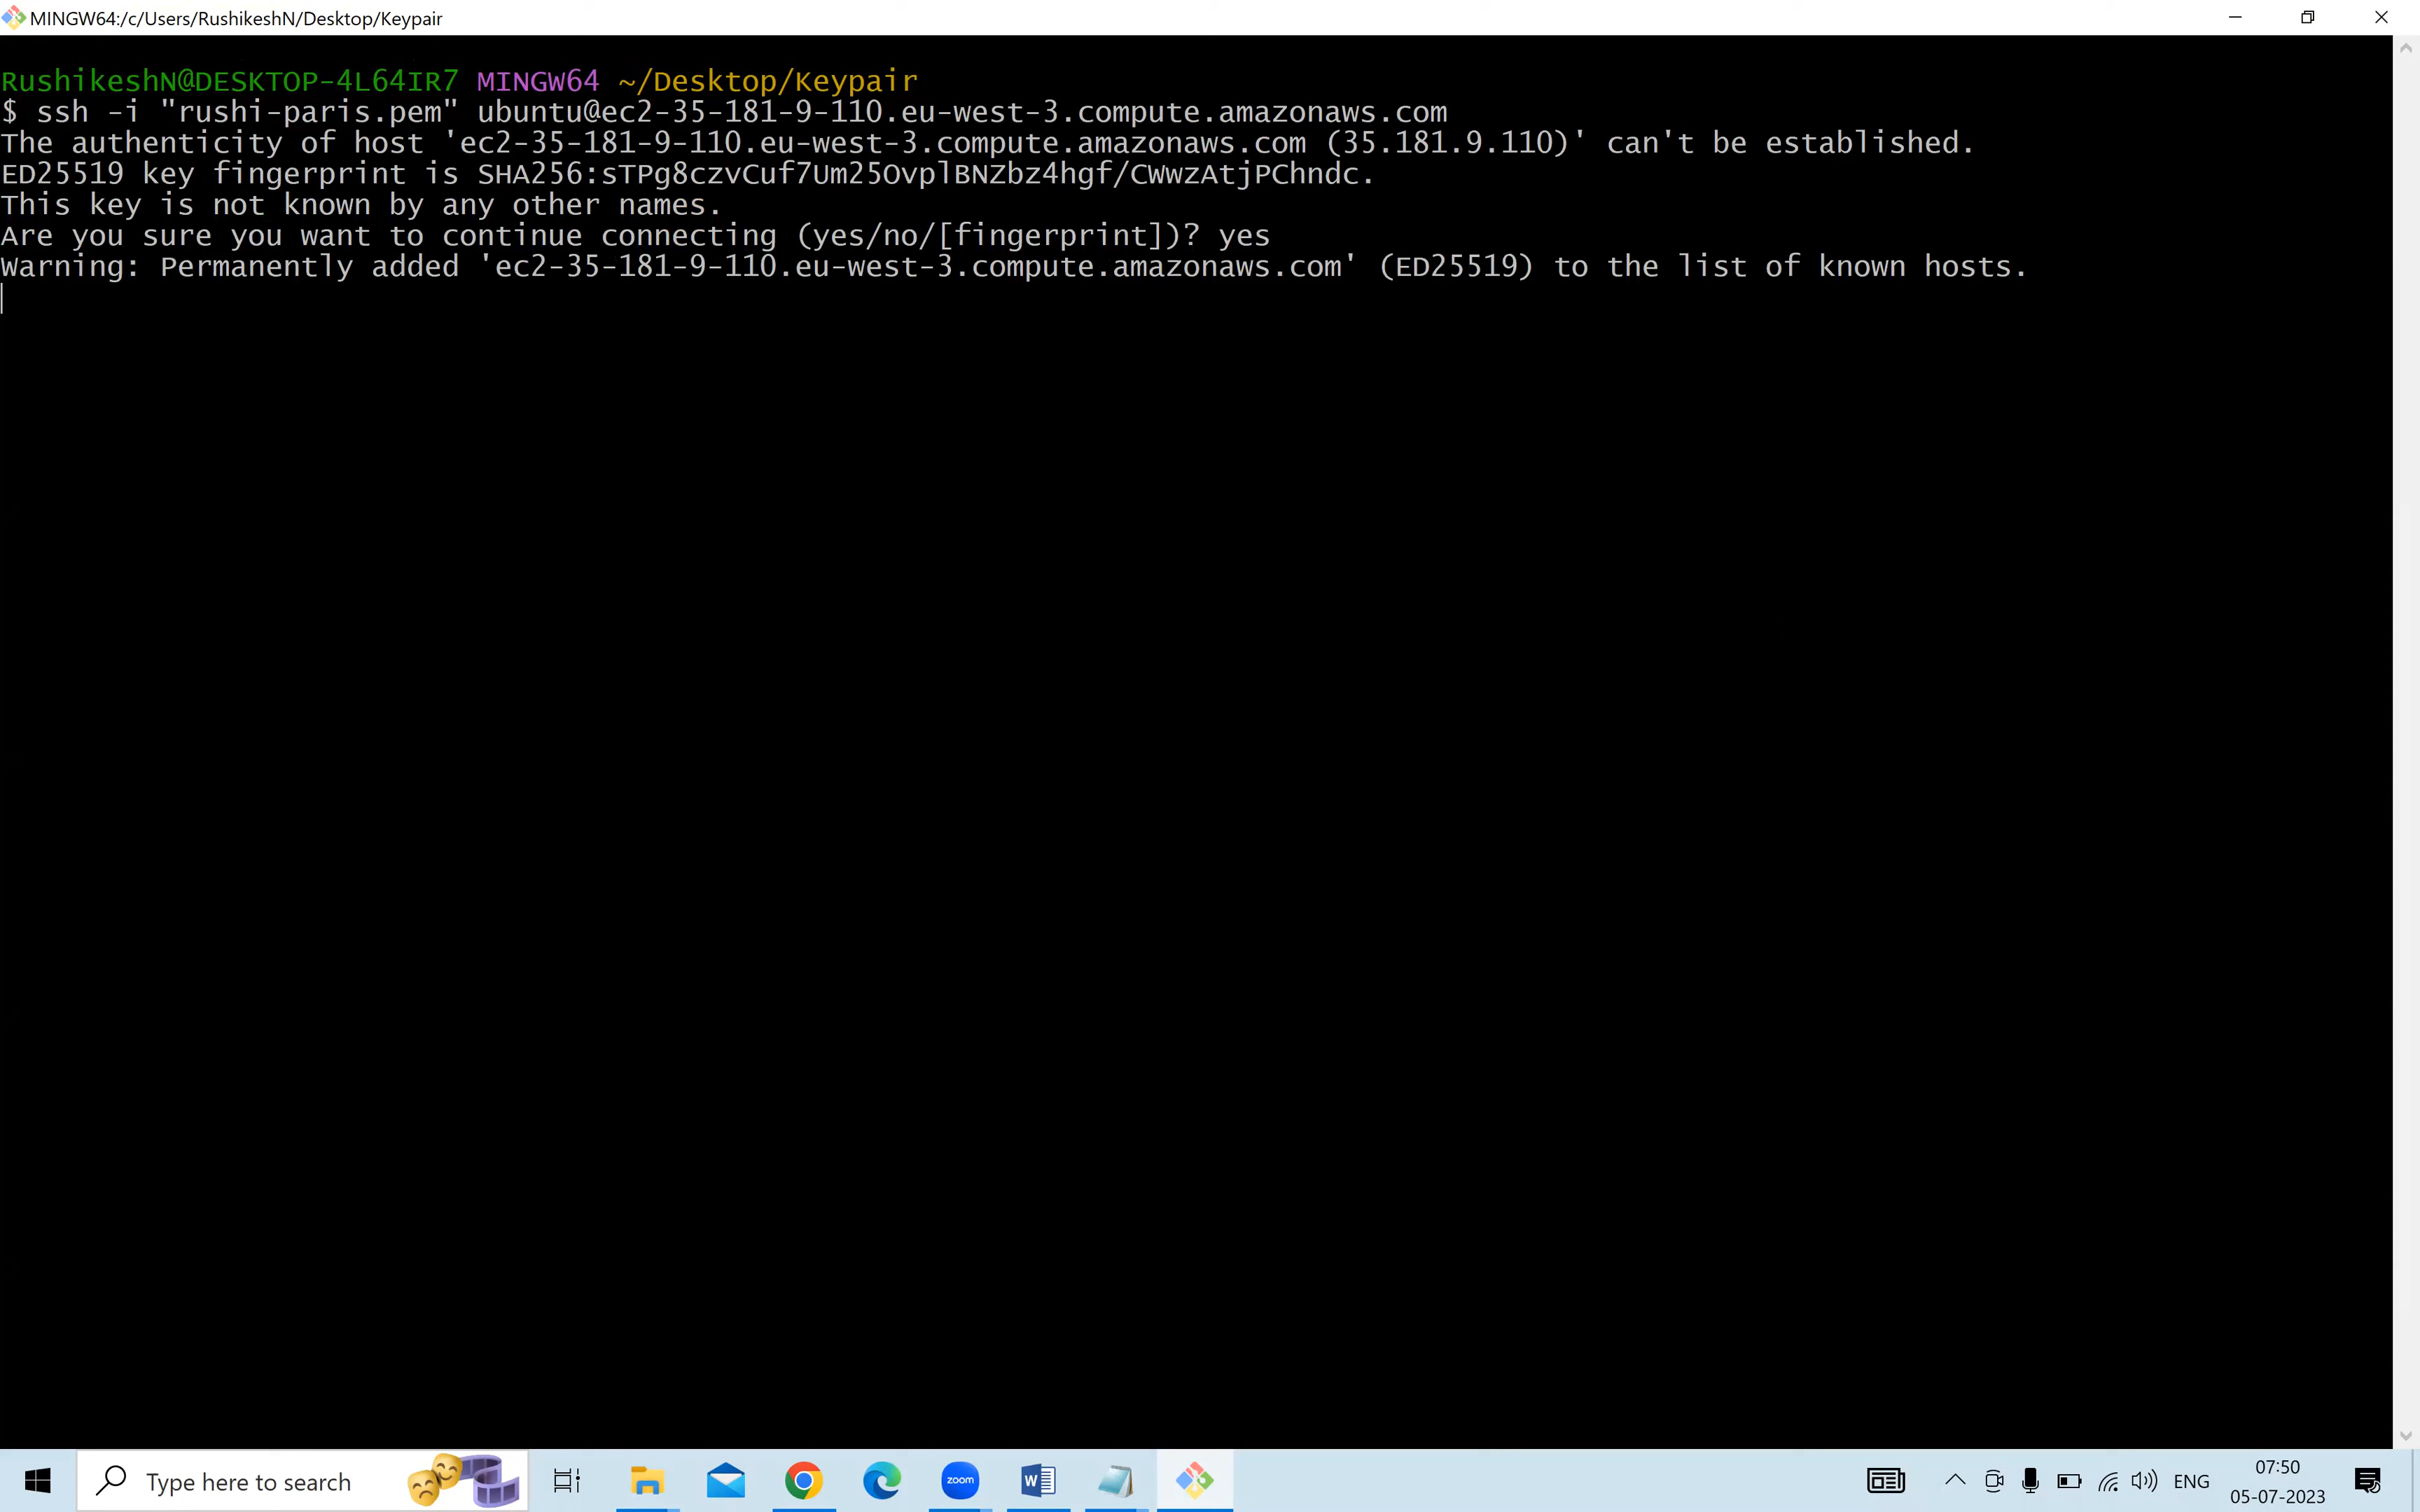 MINGW64:/c/Users/RushikeshN/Desktop/Keypair
RushikeshN@DESKTOP-4L64IR7 MINGW64 ~/Desktop/Keypair
$ ssh -i "rushi-paris.pem" ubuntu@ec2-35-181-9-110.eu-west-3.compute.amazonaws.com
The authenticity of host 'ec2-35-181-9-110.eu-west-3.compute.amazonaws.com (35.181.9.110)' can't be established.
ED25519 key fingerprint is SHA256:sTPg8czvCuf7Um25OvplBNZbz4hgf/CWwzAtjPChndc.
This key is not known by any other names.
Are you sure you want to continue connecting (yes/no/[fingerprint])? yes
Warning: Permanently added 'ec2-35-181-9-110.eu-west-3.compute.amazonaws.com' (ED25519) to the list of known hosts.
Type here to search
zoom
W
ENG
07:50
05-07-2023